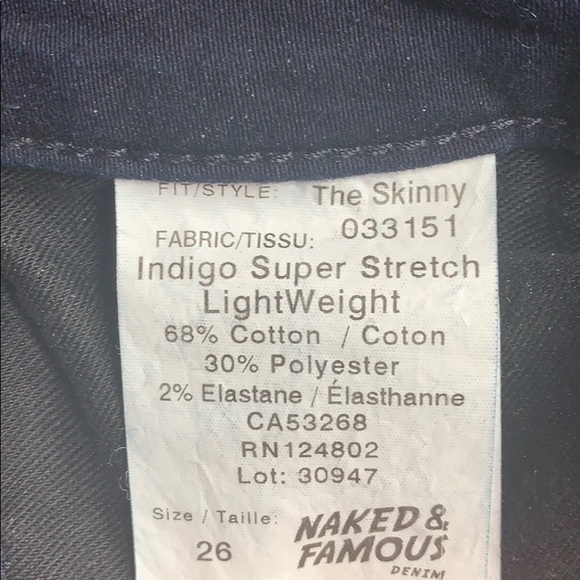 FIT/STYLE: The Skinny
033151
FABRIC/TISSU:
Indigo Super Stretch
LightWeight
68% Cotton / Coton
30% Polyester
2% Elastane / Élasthanne
CA53268
RN124802
Lot: 30947
Size / Taille:
26
NAKED &
FAMOUS
DENIM